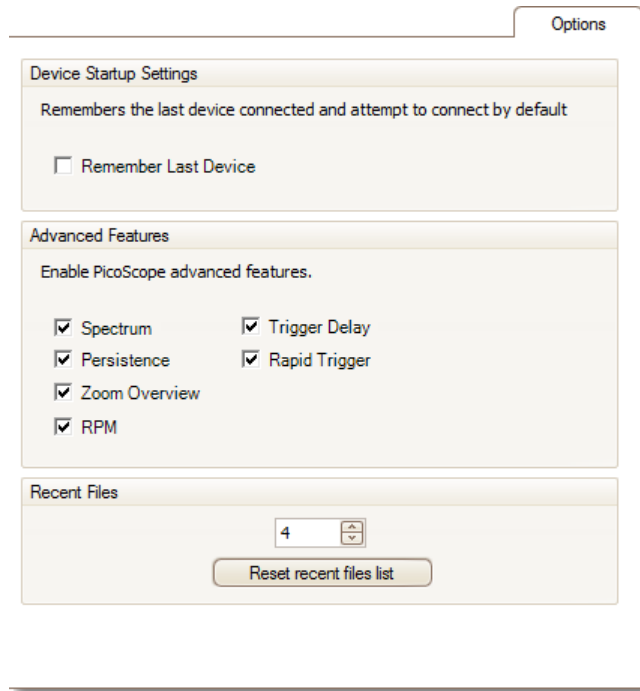 Options
Device Startup Settings
Remembers the last device connected and attempt to connect by default
Remember Last Device
Advanced Features
Enable PicoScope advanced features.
Spectrum
Trigger Delay
Persistence
Rapid Trigger
Zoom Overview
RPM
Recent Files
4
Reset recent files list